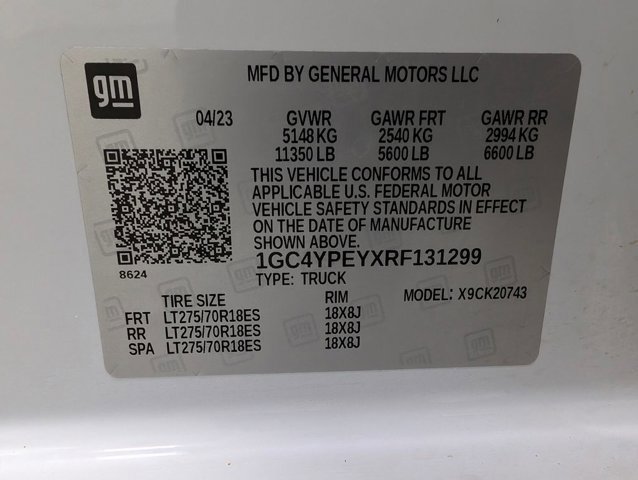 gm
MFD BY GENERAL MOTORS LLC
04/23 GVWR GAWR FRT GAWR RR
5148 KG 2540 KG 2994 KG
11350 LB 5600 LB 6600 LB
THIS VEHICLE CONFORMS TO ALL
APPLICABLE U.S. FEDERAL MOTOR
VEHICLE SAFETY STANDARDS IN EFFECT
ON THE DATE OF MANUFACTURE
SHOWN ABOVE.
1GC4YPEYXRF131299
8624
TYPE: TRUCK
TIRE SIZE RIM MODEL: X9CK20743
FRT LT275/70R18ES 18X8J
RR LT275/70R18ES 18X8J
SPA LT275/70R18ES 18X8J